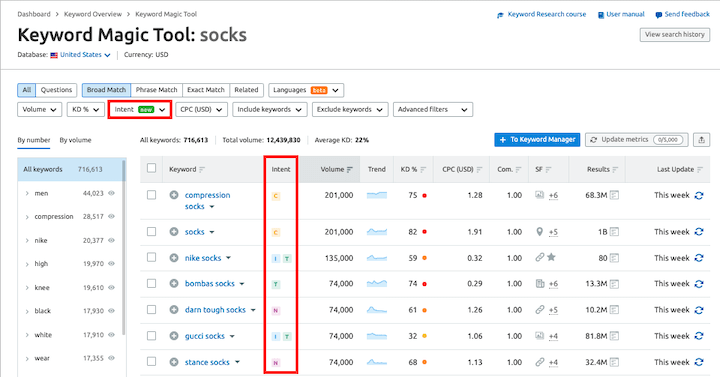 Dashboard > Keyword Overview > Keyword Magic Tool
Keyword Research course User manual Send feedback
Keyword Magic Tool: socks
View search history
Database: United States Currency: USD
All Questions Broad Match Phrase Match Exact Match Related Languages beta
Volume KD % Intent new CPC (USD) Include keywords Exclude keywords Advanced filters
By number By volume
All keywords: 716,613 Total volume: 12,439,830 Average KD: 22%
+ To Keyword Manager Update metrics 0/5,000
All keywords 716,613
men 44,023
compression 28,517
nike 20,377
high 19,970
knee 19,610
black 17,930
white 17,910
wear 17,355
Keyword Intent Volume Trend KD % CPC (USD) Com. SF Results Last Update
compression socks C 201,000 75 1.28 1.00 +6 68.3M This week
socks C 201,000 82 1.91 1.00 +5 1B This week
nike socks I T 135,000 59 0.32 1.00 80 This week
bombas socks T 74,000 74 0.29 1.00 +6 13.3M This week
darn tough socks N 74,000 61 1.26 1.00 +5 10.2M This week
gucci socks I T 74,000 32 1.06 1.00 +4 81.8M This week
stance socks N 74,000 68 1.13 1.00 +4 32.4M This week